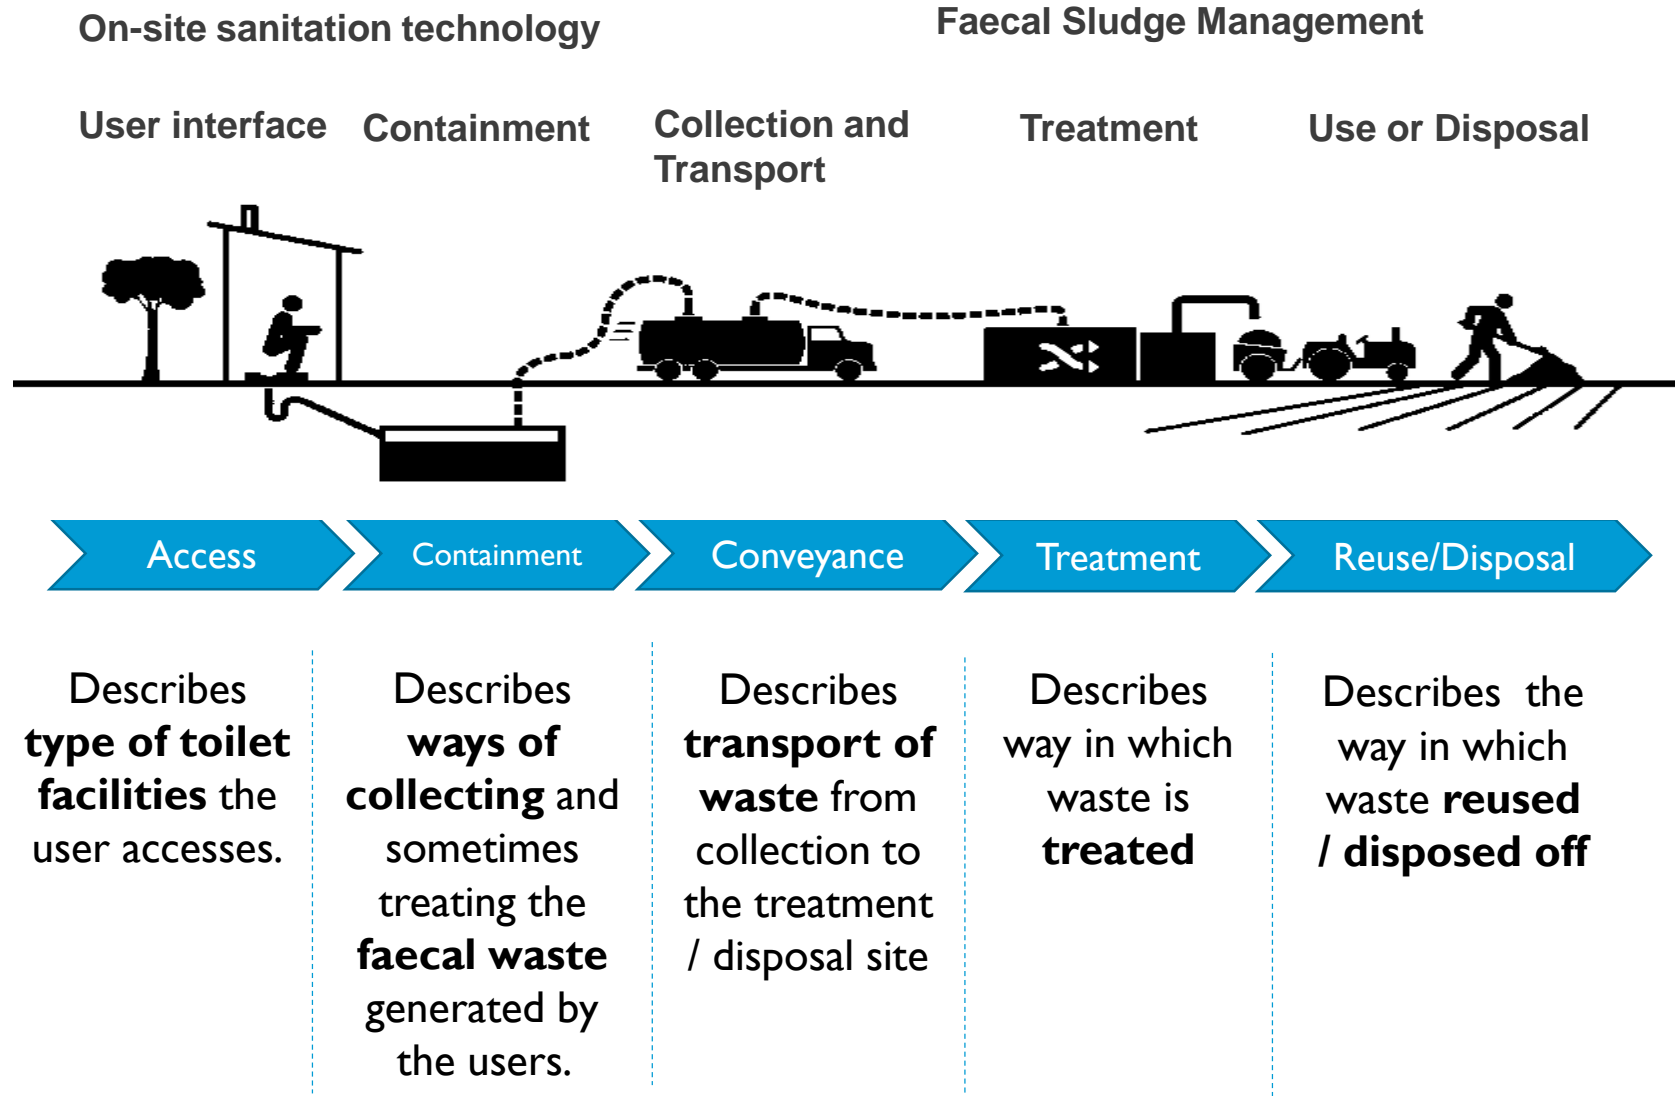 On-site sanitation technology
Faecal Sludge Management
User interface
Containment
Collection and
Transport
Treatment
Use or Disposal
Access
Containment
Conveyance
Treatment
Reuse/Disposal
Describes
type of toilet
facilities the
user accesses.
Describes
ways of
collecting and
sometimes
treating the
faecal waste
generated by
the users.
Describes
transport of
waste from
collection to
the treatment
/ disposal site
Describes
way in which
waste is
treated
Describes the
way in which
waste reused
/ disposed off